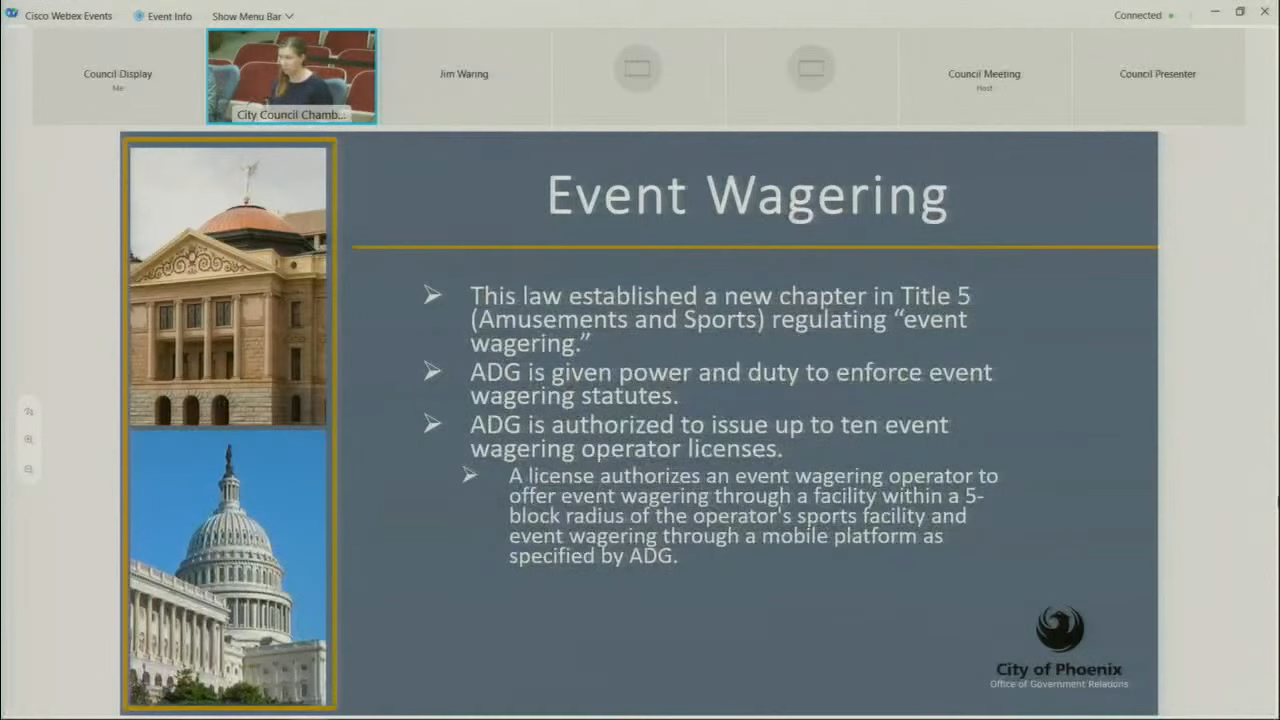 Cisco Webex Events
Event Info
Show Menu Bar
Connected
Council Display
Me
City Council Chamb...
Jim Waring
Council Meeting
Host
Council Presenter
Event Wagering
This law established a new chapter in Title 5
(Amusements and Sports) regulating “event
wagering.”
ADG is given power and duty to enforce event
wagering statutes.
ADG is authorized to issue up to ten event
wagering operator licenses.
A license authorizes an event wagering operator to
offer event wagering through a facility within a 5-
block radius of the operator's sports facility and
event wagering through a mobile platform as
specified by ADG.
City of Phoenix
Office of Government Relations